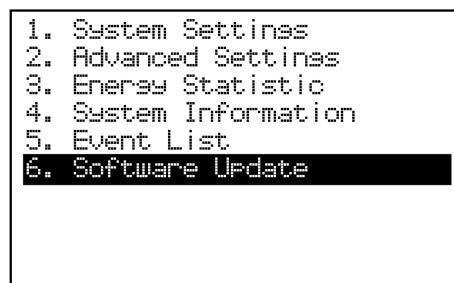 1. System Settings
2. Advanced Settings
3. Energy Statistic
4. System Information
5. Event List
6. Software Update